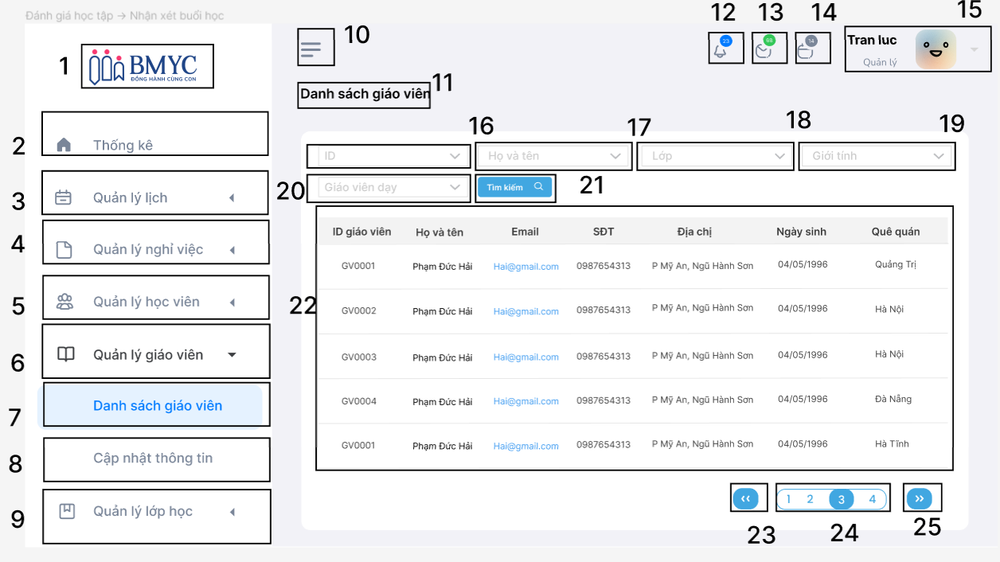 Đánh giá học tập → Nhận xét buổi học
1
BMYC
ĐỒNG HÀNH CÙNG CON
2
Thống kê
3
Quản lý lịch
4
Quản lý nghỉ việc
5
Quản lý học viên
6
Quản lý giáo viên
7
Danh sách giáo viên
8
Cập nhật thông tin
9
Quản lý lớp học
10
12
13
14
15
23
68
14
Tran luc
Quản lý
Danh sách giáo viên
11
16
17
18
19
ID
Họ và tên
Lớp
Giới tính
20
Giáo viên dạy
Tìm kiếm
21
22
ID giáo viên Họ và tên Email SĐT Địa chị Ngày sinh Quê quán
GV0001 Phạm Đức Hải Hai@gmail.com 0987654313 P Mỹ An, Ngũ Hành Sơn 04/05/1996 Quảng Trị
GV0002 Phạm Đức Hải Hai@gmail.com 0987654313 P Mỹ An, Ngũ Hành Sơn 04/05/1996 Hà Nội
GV0003 Phạm Đức Hải Hai@gmail.com 0987654313 P Mỹ An, Ngũ Hành Sơn 04/05/1996 Hà Nội
GV0004 Phạm Đức Hải Hai@gmail.com 0987654313 P Mỹ An, Ngũ Hành Sơn 04/05/1996 Đà Nẵng
GV0001 Phạm Đức Hải Hai@gmail.com 0987654313 P Mỹ An, Ngũ Hành Sơn 04/05/1996 Hà Tĩnh
‹‹ 1 2 3 4 ››
23
24
25